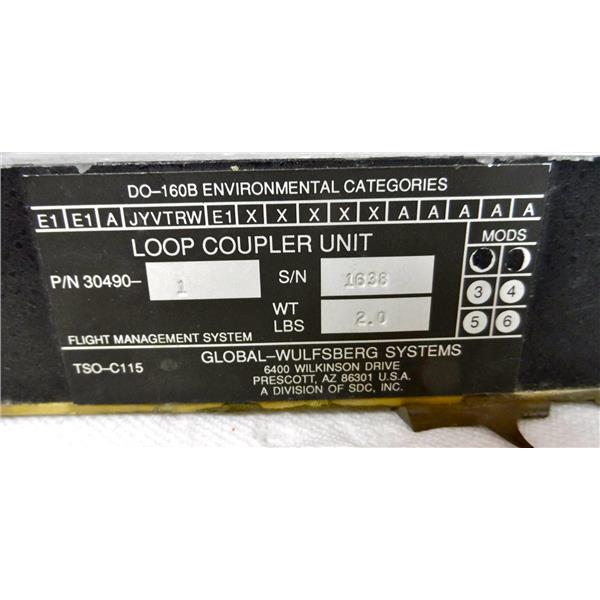 DO-160B ENVIRONMENTAL CATEGORIES
E1 E1 A JYVTRW E1 X X X X X A A A A A
LOOP COUPLER UNIT
MODS
P/N 30490- 1 S/N 1638
3 4
WT LBS 2.0
5 6
FLIGHT MANAGEMENT SYSTEM
TSO-C115
GLOBAL-WULFSBERG SYSTEMS
6400 WILKINSON DRIVE
PRESCOTT, AZ 86301 U.S.A.
A DIVISION OF SDC, INC.